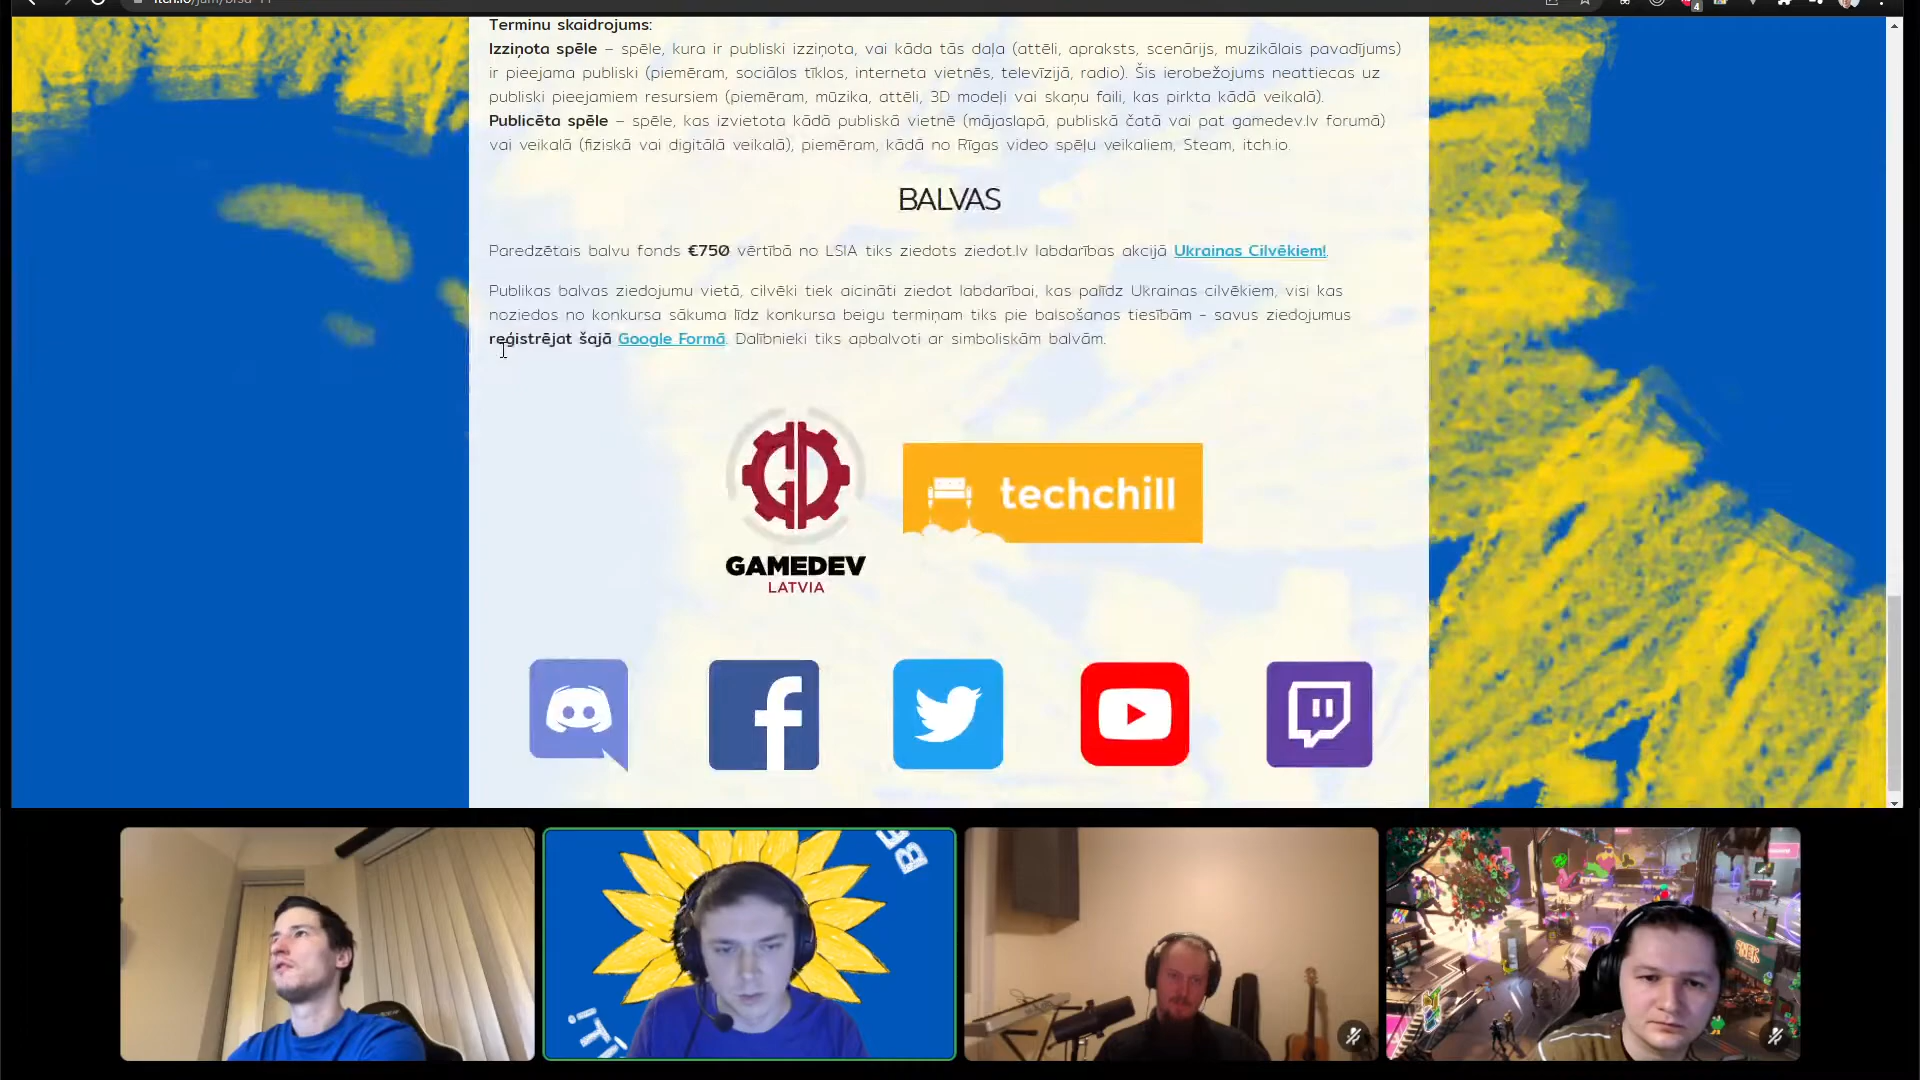 Terminu skaidrojums:
Izziņota spēle – spēle, kura ir publiski izziņota, vai kāda tās daļa (attēli, apraksts, scenārijs, muzikālais pavadījums)
ir pieejama publiski (piemēram, sociālos tīklos, interneta vietnēs, televīzijā, radio). Šis ierobežojums neattiecas uz
publiski pieejamiem resursiem (piemēram, mūzika, attēli, 3D modeļi vai skaņu faili, kas pirkta kādā veikalā).
Publicēta spēle – spēle, kas izvietota kādā publiskā vietnē (mājaslapā, publiskā čatā vai pat gamedev.lv forumā)
vai veikalā (fiziskā vai digitālā veikalā), piemēram, kādā no Rīgas video spēļu veikaliem, Steam, itch.io.
BALVAS
Paredzētais balvu fonds €750 vērtībā no LSIA tiks ziedots ziedot.lv labdarības akcijā Ukrainas Cilvēkiem!.
Publikas balvas ziedojumu vietā, cilvēki tiek aicināti ziedot labdarībai, kas palīdz Ukrainas cilvēkiem, visi kas
noziedos no konkursa sākuma līdz konkursa beigu termiņam tiks pie balsošanas tiesībām - savus ziedojumus
reģistrējat šajā Google Formā. Dalībnieki tiks apbalvoti ar simboliskām balvām.
GD
techchill
GAMEDEV
LATVIA